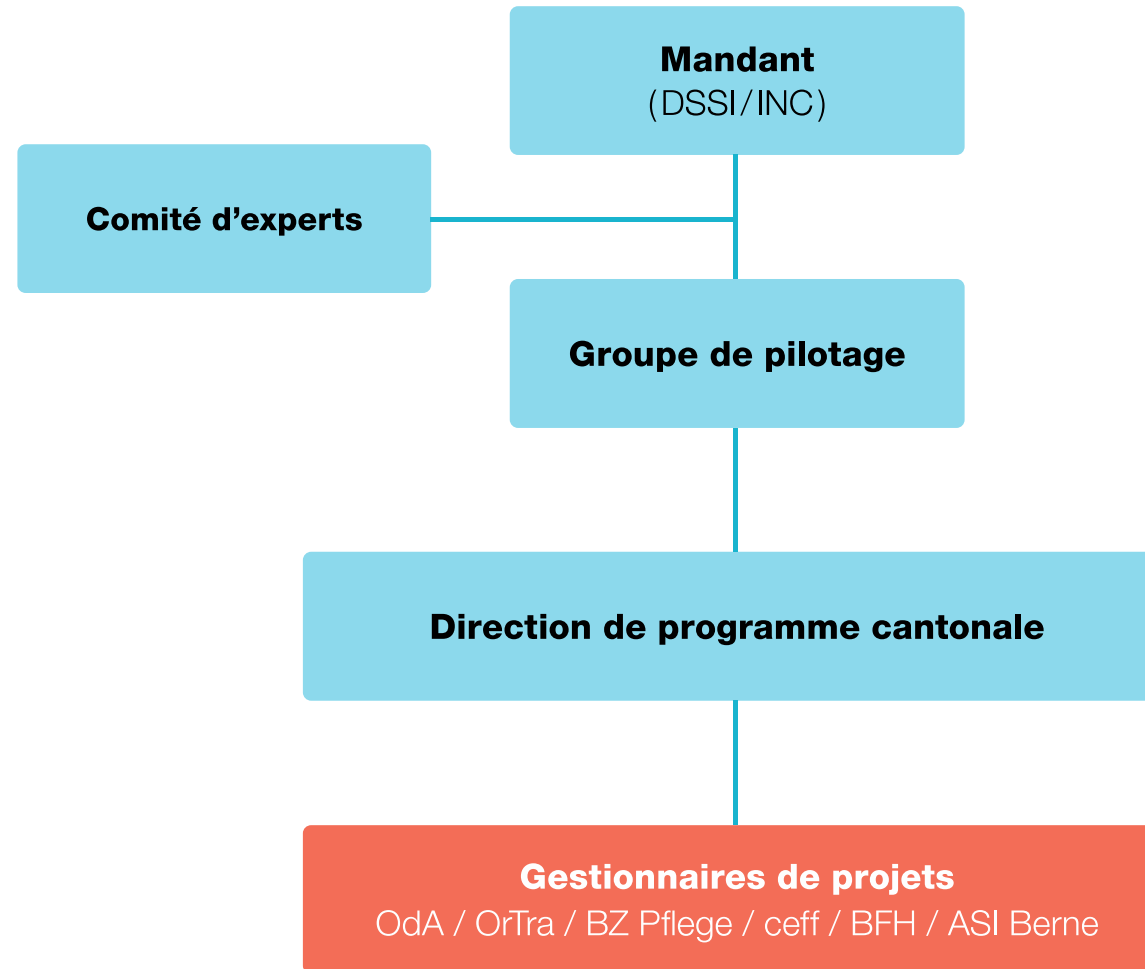 Mandant
(DSSI/INC)
Comité d’experts
Groupe de pilotage
Direction de programme cantonale
Gestionnaires de projets
OdA / OrTra / BZ Pflege / ceff / BFH / ASI Berne